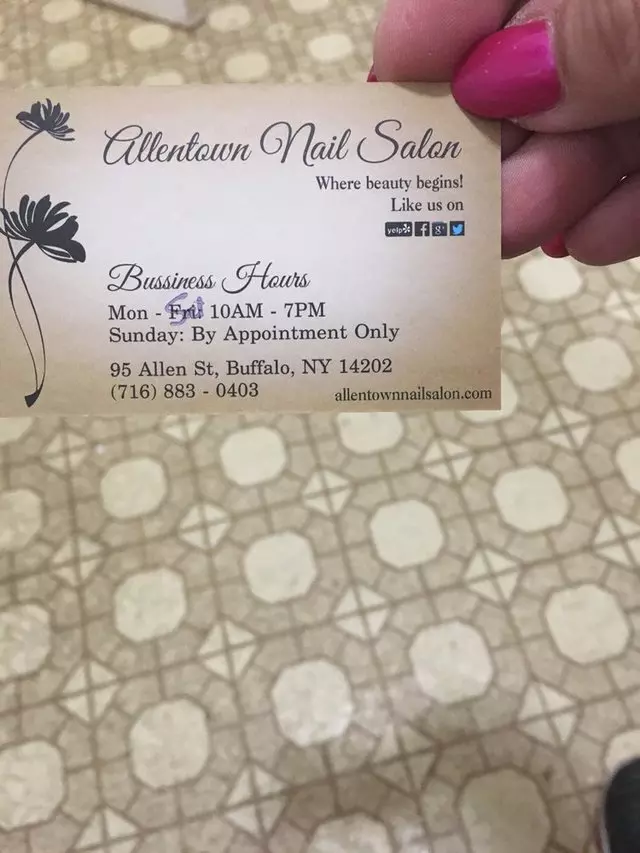 Allentown Nail Salon
Where beauty begins!
Like us on
yelp f g+
Bussiness Hours
Mon - Fri: Sat 10AM - 7PM
Sunday: By Appointment Only
95 Allen St, Buffalo, NY 14202
(716) 883 - 0403
allentownnailsalon.com